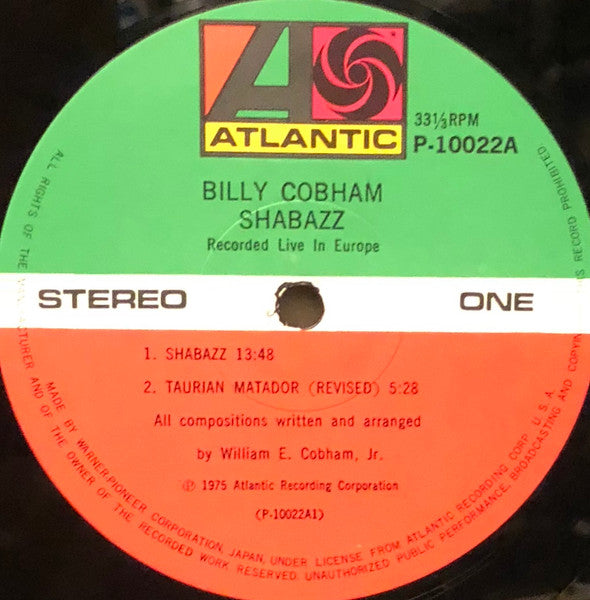 ATLANTIC
33⅓RPM
P-10022A
BILLY COBHAM
SHABAZZ
Recorded Live In Europe
STEREO
ONE
1. SHABAZZ 13:48
2. TAURIAN MATADOR (REVISED) 5:28
All compositions written and arranged
by William E. Cobham, Jr.
℗ 1975 Atlantic Recording Corporation
(P-10022A1)
MADE BY WARNER-PIONEER CORPORATION, JAPAN, UNDER LICENSE FROM ATLANTIC RECORDING CORP. U. S. A.
ALL RIGHTS OF THE MANUFACTURER AND OF THE OWNER OF THE RECORDED WORK RESERVED. UNAUTHORIZED PUBLIC PERFORMANCE, BROADCASTING AND COPYING THIS RECORD PROHIBITED.